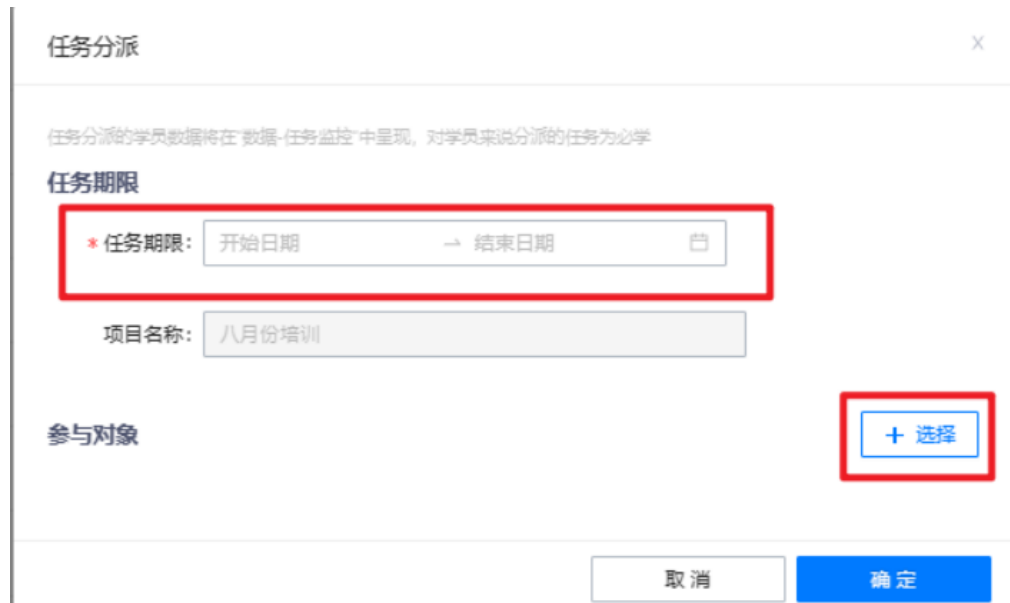 任务分派 X
任务分派的学员数据将在"数据-任务监控"中呈现，对学员来说分派的任务为必学
任务期限
* 任务期限： 开始日期 → 结束日期
项目名称： 八月份培训
参与对象 + 选择
取 消 确 定